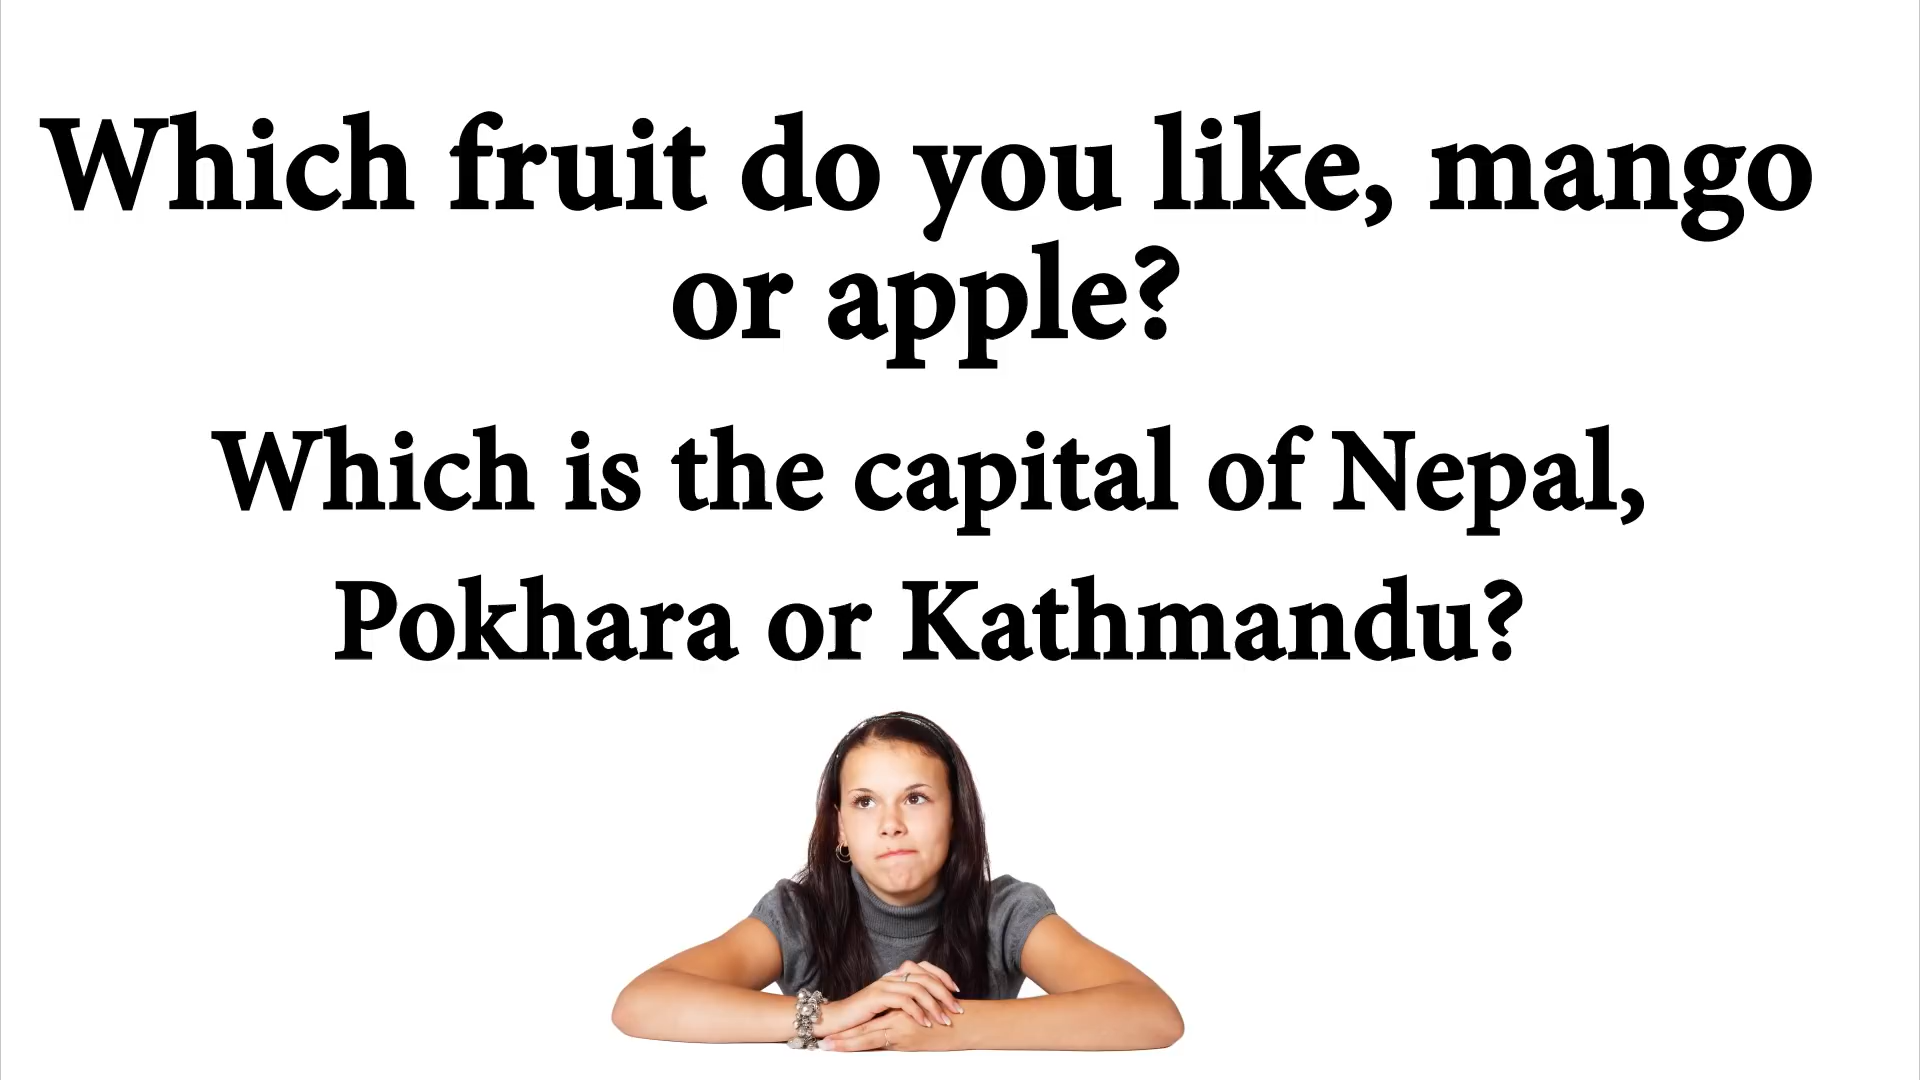 Which fruit do you like, mango
or apple?
Which is the capital of Nepal,
Pokhara or Kathmandu?